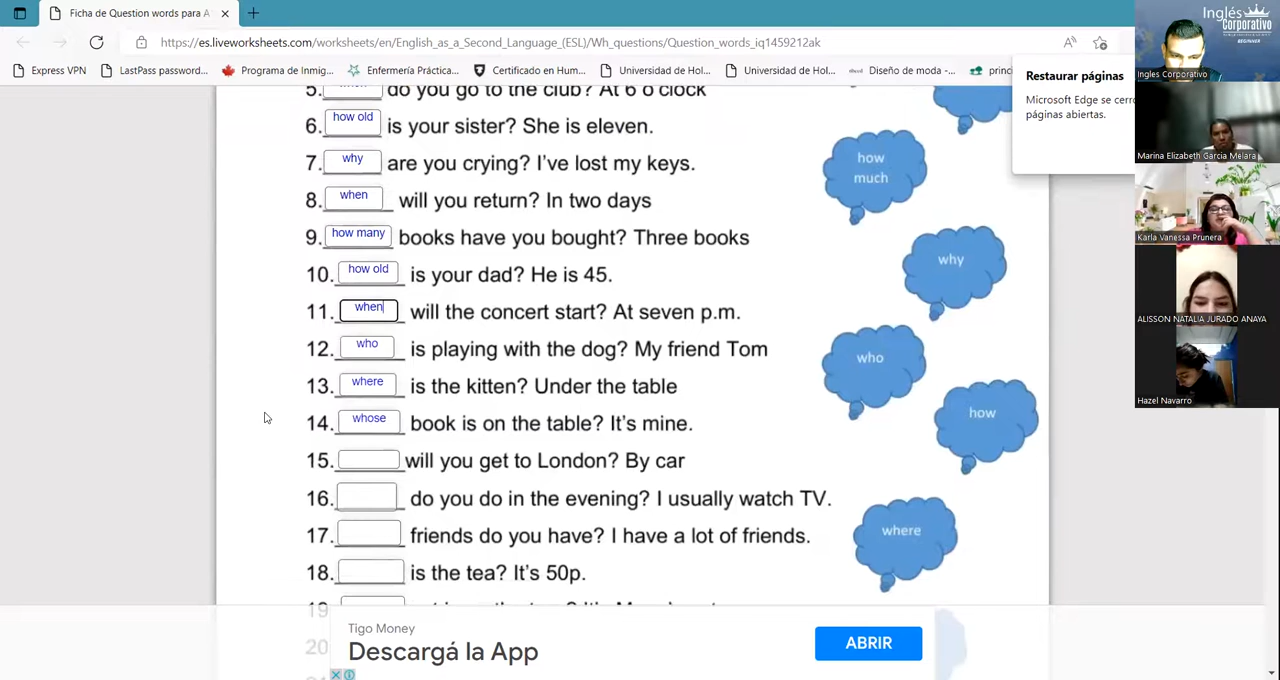 Ficha de Question words para A
https://es.liveworksheets.com/worksheets/en/English_as_a_Second_Language_(ESL)/Wh_questions/Question_words_iq1459212ak
Express VPN
LastPass password...
Programa de Inmig...
Enfermería Práctica...
Certificado en Hum...
Universidad de Hol...
Universidad de Hol...
Diseño de moda -...
princi
Restaurar páginas
Microsoft Edge se cerró
páginas abiertas.
5. when do you go to the club? At 6 o'clock
6. how old is your sister? She is eleven.
7. why are you crying? I've lost my keys.
8. when will you return? In two days
9. how many books have you bought? Three books
10. how old is your dad? He is 45.
11. when will the concert start? At seven p.m.
12. who is playing with the dog? My friend Tom
13. where is the kitten? Under the table
14. whose book is on the table? It's mine.
15. will you get to London? By car
16. do you do in the evening? I usually watch TV.
17. friends do you have? I have a lot of friends.
18. is the tea? It's 50p.
19
20
how
much
why
who
how
where
Tigo Money
Descargá la App
ABRIR
Inglés
Corporativo
BEGINNER
Ingles Corporativo
Marina Elizabeth Garcia Melara
Karla Vanessa Prunera
ALISSON NATALIA JURADO ANAYA
Hazel Navarro